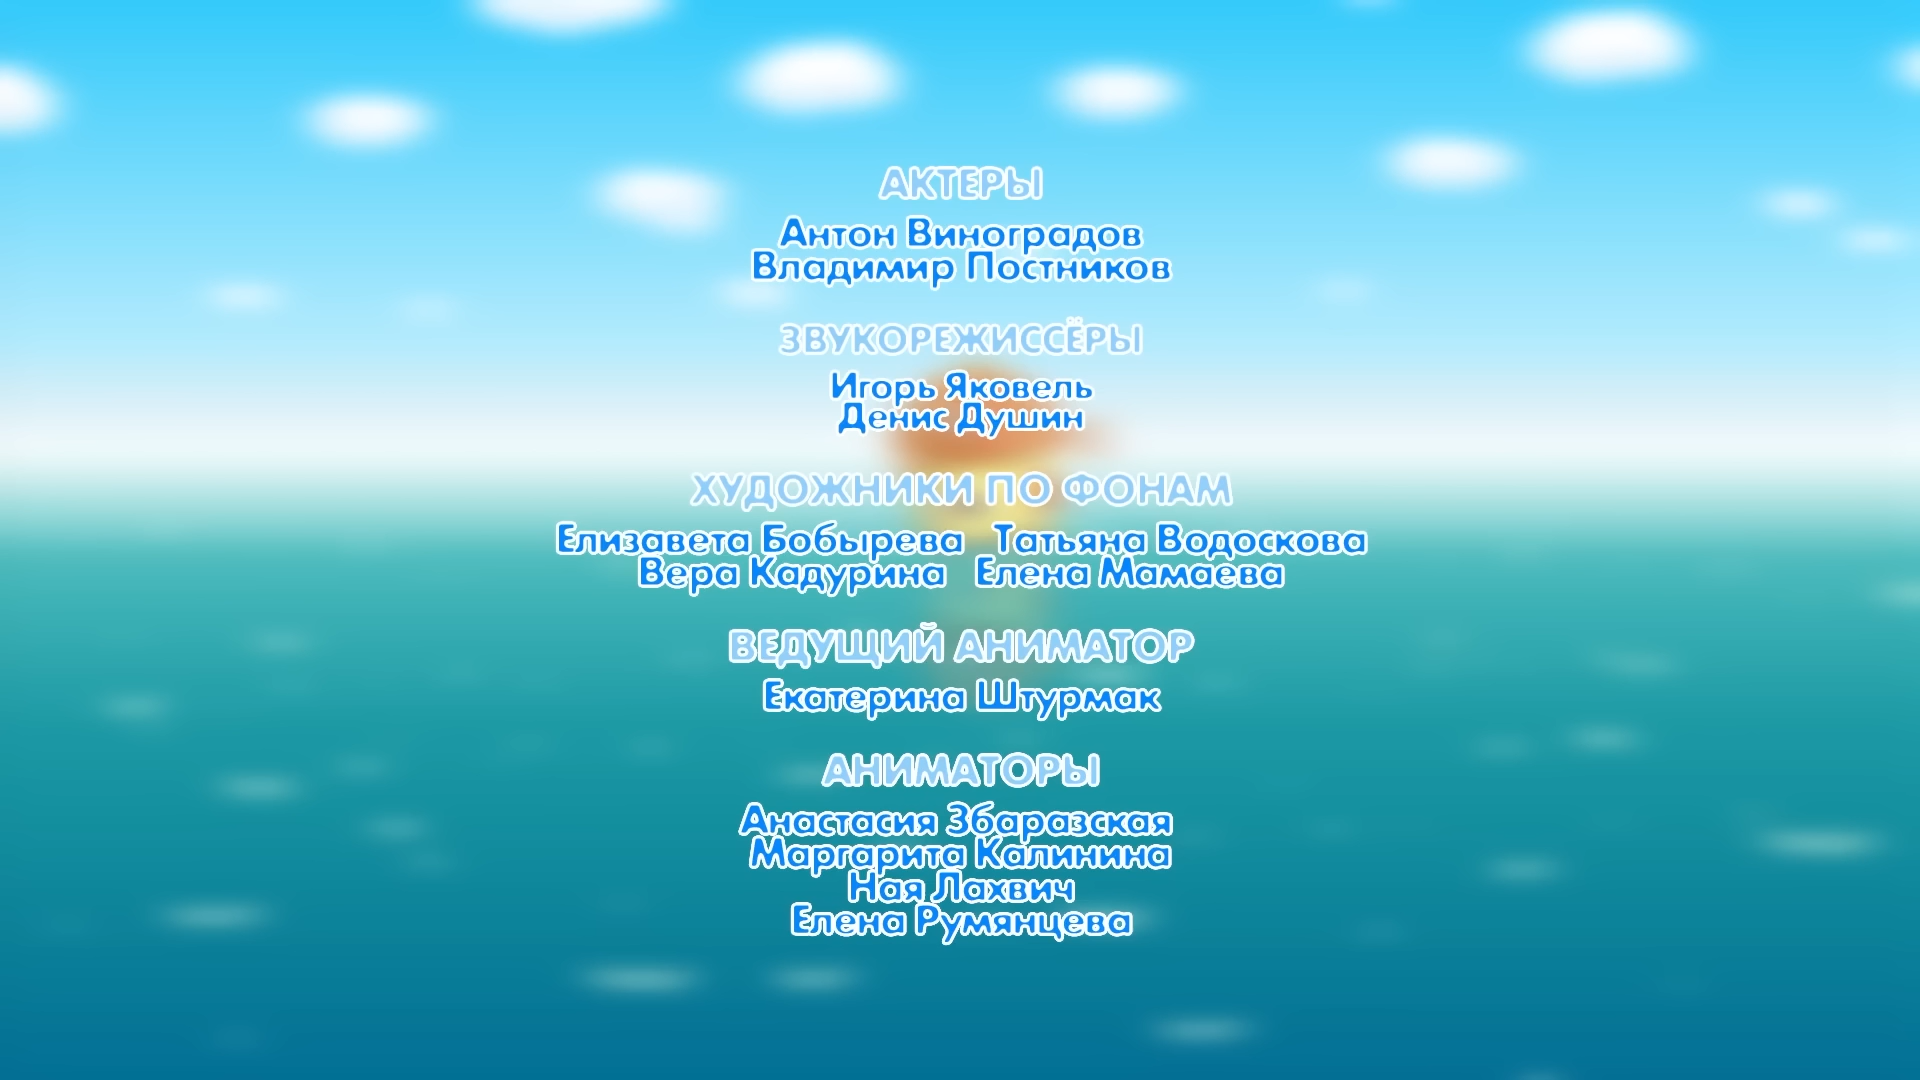 АКТЕРЫ
Антон Виноградов
Владимир Постников
ЗВУКОРЕЖИССЁРЫ
Игорь Яковель
Денис Душин
ХУДОЖНИКИ ПО ФОНАМ
Елизавета Бобырева Татьяна Водоскова
Вера Кадурина Елена Мамаева
ВЕДУЩИЙ АНИМАТОР
Екатерина Штурмак
АНИМАТОРЫ
Анастасия Збаразская
Маргарита Калинина
Ная Лахвич
Елена Румянцева